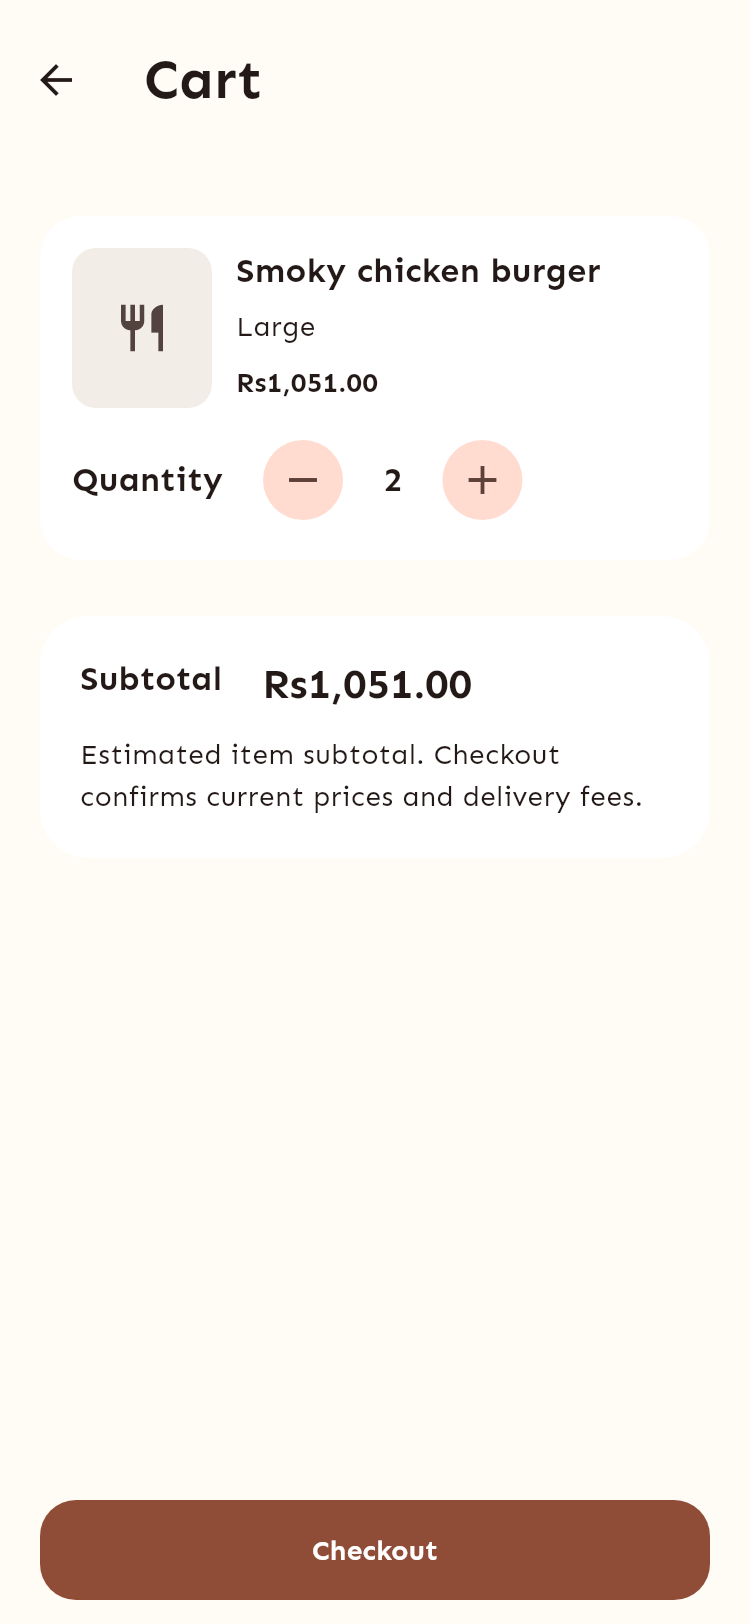 Cart
Smoky chicken burger
Large
Rs1,051.00
Quantity 2
Subtotal Rs1,051.00
Estimated item subtotal. Checkout
confirms current prices and delivery fees.
Checkout